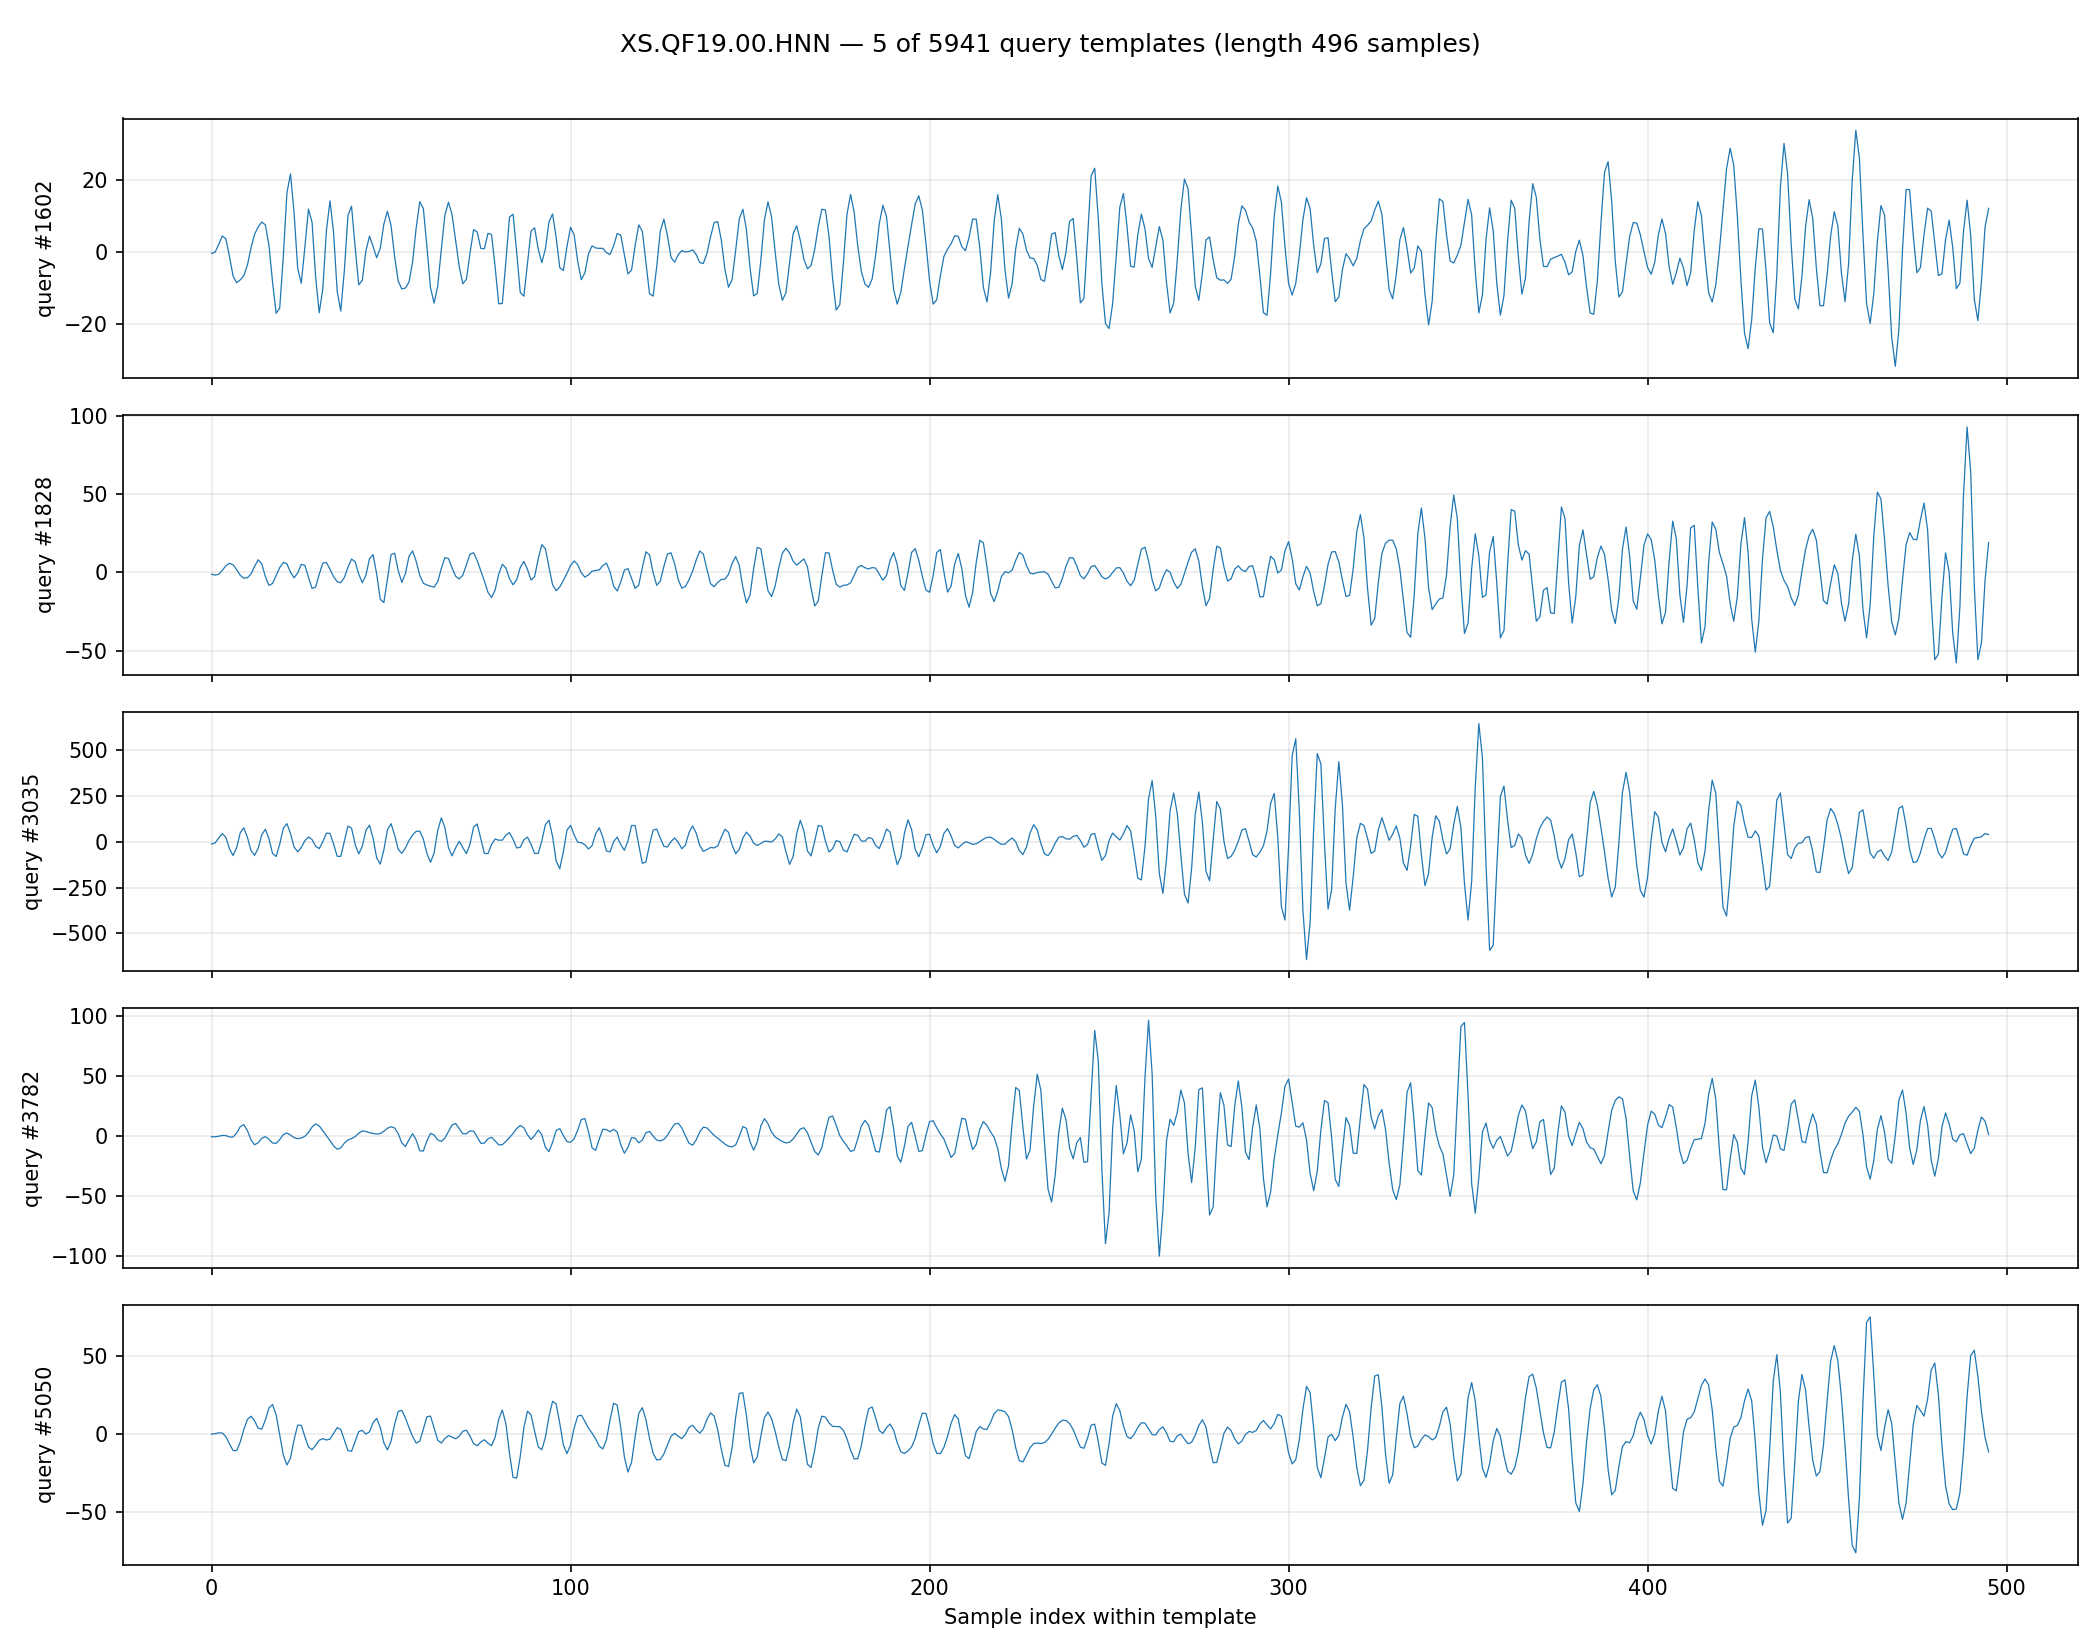 XS.QF19.00.HNN — 5 of 5941 query templates (length 496 samples)
query #1602
20
0
−20
query #1828
100
50
0
−50
query #3035
500
250
0
−250
−500
query #3782
100
50
0
−50
−100
query #5050
50
0
−50
0 100 200 300 400 500
Sample index within template